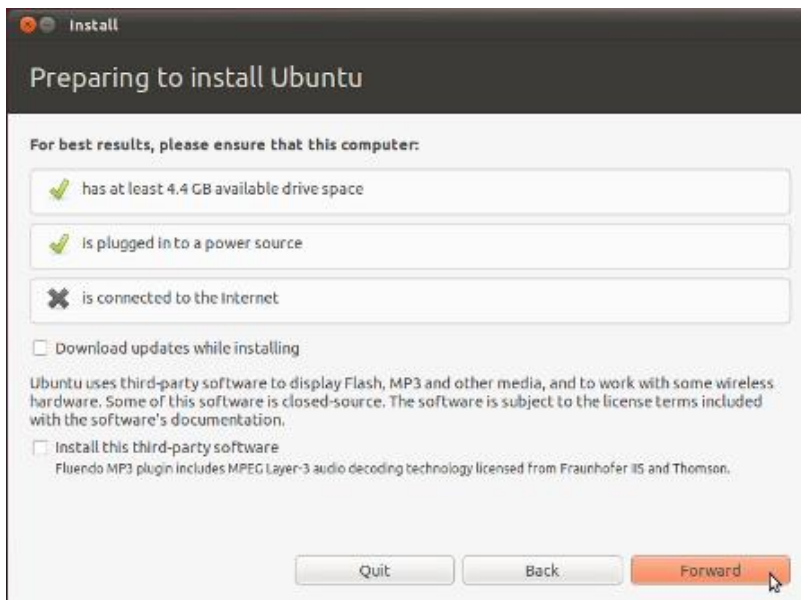 Install
Preparing to install Ubuntu
For best results, please ensure that this computer:
has at least 4.4 GB available drive space
is plugged in to a power source
is connected to the Internet
Download updates while installing
Ubuntu uses third-party software to display Flash, MP3 and other media, and to work with some wireless
hardware. Some of this software is closed-source. The software is subject to the license terms included
with the software's documentation.
Install this third-party software
Fluendo MP3 plugin includes MPEG Layer-3 audio decoding technology licensed from Fraunhofer IIS and Thomson.
Quit Back Forward